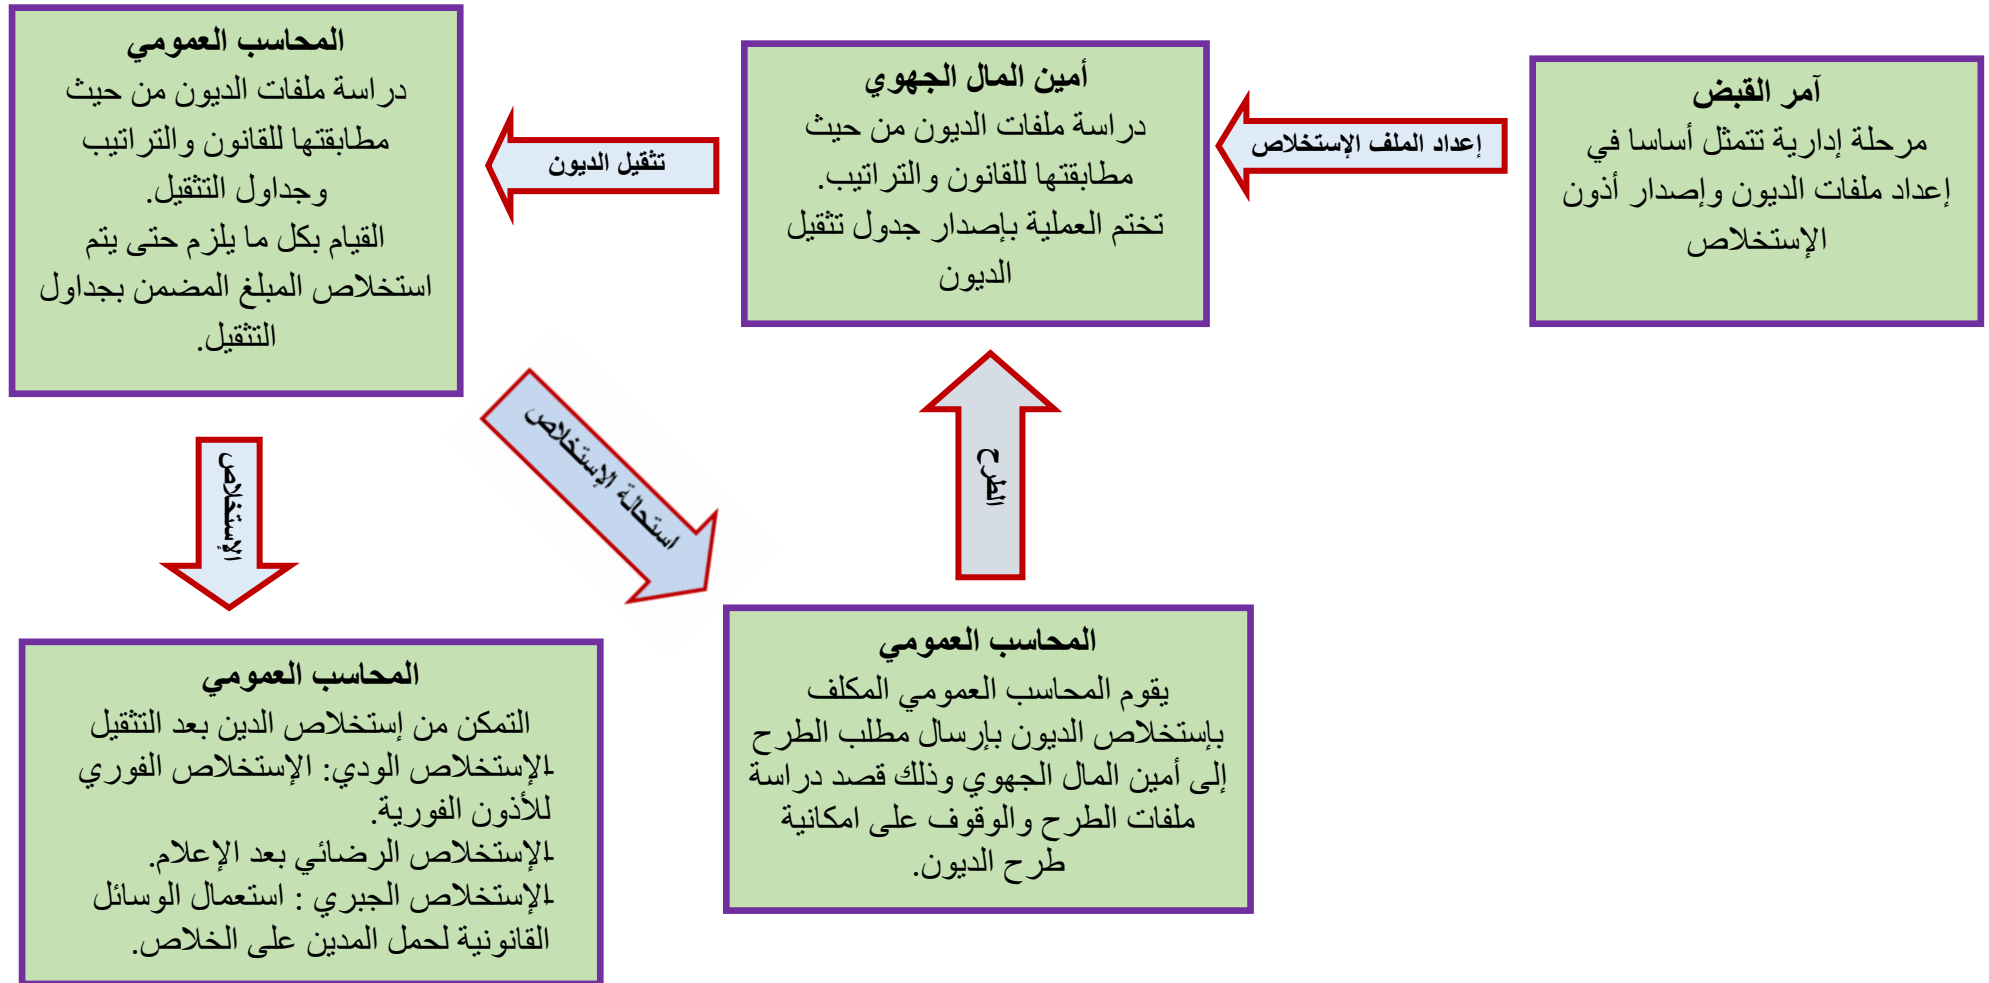 آمر القبض
مرحلة إدارية تتمثل أساسا في
إعداد ملفات الديون وإصدار أذون
الإستخلاص
إعداد الملف الإستخلاص
أمين المال الجهوي
دراسة ملفات الديون من حيث
مطابقتها للقانون والتراتيب.
تختم العملية بإصدار جدول تثقيل
الديون
تثقيل الديون
المحاسب العمومي
دراسة ملفات الديون من حيث
مطابقتها للقانون والتراتيب
وجداول التثقيل.
القيام بكل ما يلزم حتى يتم
استخلاص المبلغ المضمن بجداول
التثقيل.
الإستخلاص
استحالة الإستخلاص
الطرح
المحاسب العمومي
يقوم المحاسب العمومي المكلف
بإستخلاص الديون بإرسال مطلب الطرح
إلى أمين المال الجهوي وذلك قصد دراسة
ملفات الطرح والوقوف على امكانية
طرح الديون.
المحاسب العمومي
التمكن من إستخلاص الدين بعد التثقيل
-الإستخلاص الودي: الإستخلاص الفوري
للأذون الفورية.
-الإستخلاص الرضائي بعد الإعلام.
-الإستخلاص الجبري : استعمال الوسائل
القانونية لحمل المدين على الخلاص.